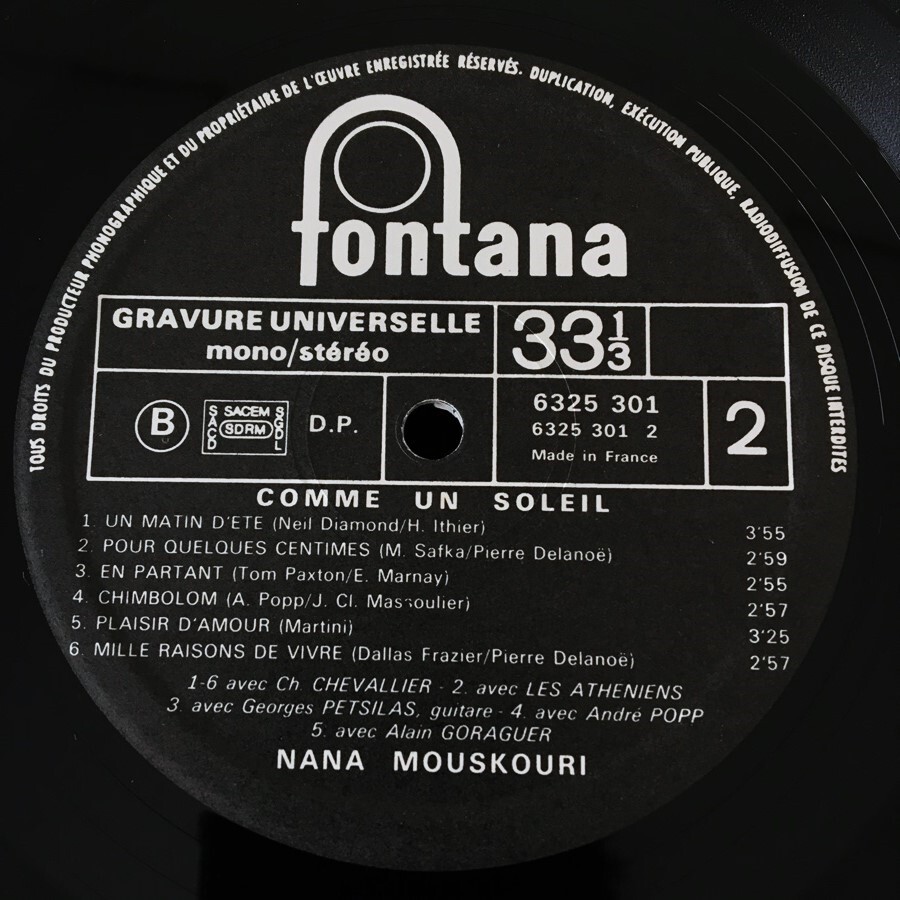 TOUS DROITS DU PRODUCTEUR PHONOGRAPHIQUE ET DU PROPRIÉTAIRE DE L'ŒUVRE ENREGISTRÉE RÉSERVÉS. DUPLICATION, EXÉCUTION PUBLIQUE, RADIODIFFUSION DE CE DISQUE INTERDITES
fontana
GRAVURE UNIVERSELLE
mono/stéréo
33 1/3
B
SACD SACEM SDRM SGDL
D.P.
6325 301
6325 301 2
Made in France
2
COMME UN SOLEIL
1. UN MATIN D'ETE (Neil Diamond/H. Ithier) 3'55
2. POUR QUELQUES CENTIMES (M. Safka/Pierre Delanoë) 2'59
3. EN PARTANT (Tom Paxton/E. Marnay) 2'55
4. CHIMBOLOM (A. Popp/J. Cl. Massoulier) 2'57
5. PLAISIR D'AMOUR (Martini) 3'25
6. MILLE RAISONS DE VIVRE (Dallas Frazier/Pierre Delanoë) 2'57
1-6 avec Ch. CHEVALLIER - 2. avec LES ATHENIENS
3. avec Georges PETSILAS, guitare - 4. avec André POPP
5. avec Alain GORAGUER
NANA MOUSKOURI